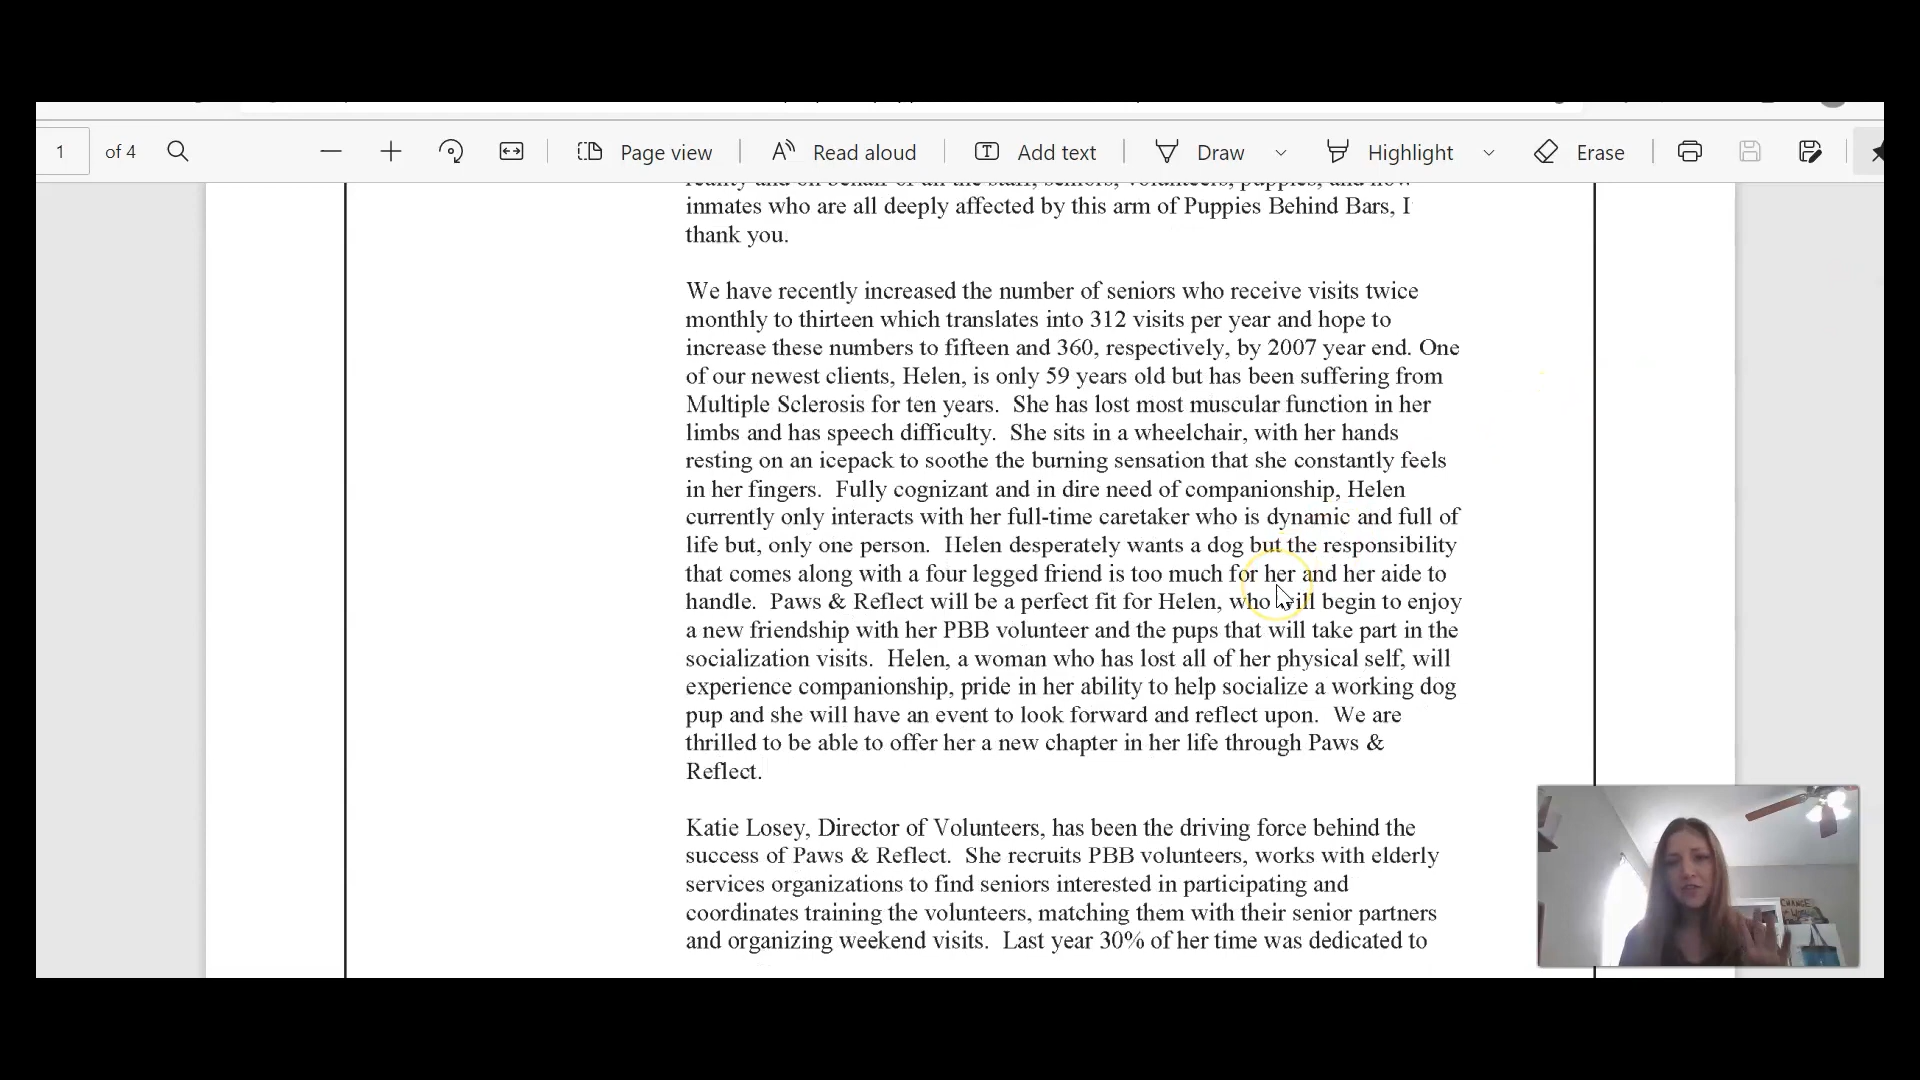 1 of 4 Page view Read aloud Add text Draw Highlight Erase
reality and on behalf of all the staff, seniors, volunteers, puppies, and now
inmates who are all deeply affected by this arm of Puppies Behind Bars, I
thank you.
We have recently increased the number of seniors who receive visits twice
monthly to thirteen which translates into 312 visits per year and hope to
increase these numbers to fifteen and 360, respectively, by 2007 year end. One
of our newest clients, Helen, is only 59 years old but has been suffering from
Multiple Sclerosis for ten years. She has lost most muscular function in her
limbs and has speech difficulty. She sits in a wheelchair, with her hands
resting on an icepack to soothe the burning sensation that she constantly feels
in her fingers. Fully cognizant and in dire need of companionship, Helen
currently only interacts with her full-time caretaker who is dynamic and full of
life but, only one person. Helen desperately wants a dog but the responsibility
that comes along with a four legged friend is too much for her and her aide to
handle. Paws & Reflect will be a perfect fit for Helen, who will begin to enjoy
a new friendship with her PBB volunteer and the pups that will take part in the
socialization visits. Helen, a woman who has lost all of her physical self, will
experience companionship, pride in her ability to help socialize a working dog
pup and she will have an event to look forward and reflect upon. We are
thrilled to be able to offer her a new chapter in her life through Paws &
Reflect.
Katie Losey, Director of Volunteers, has been the driving force behind the
success of Paws & Reflect. She recruits PBB volunteers, works with elderly
services organizations to find seniors interested in participating and
coordinates training the volunteers, matching them with their senior partners
and organizing weekend visits. Last year 30% of her time was dedicated to
CHANGE